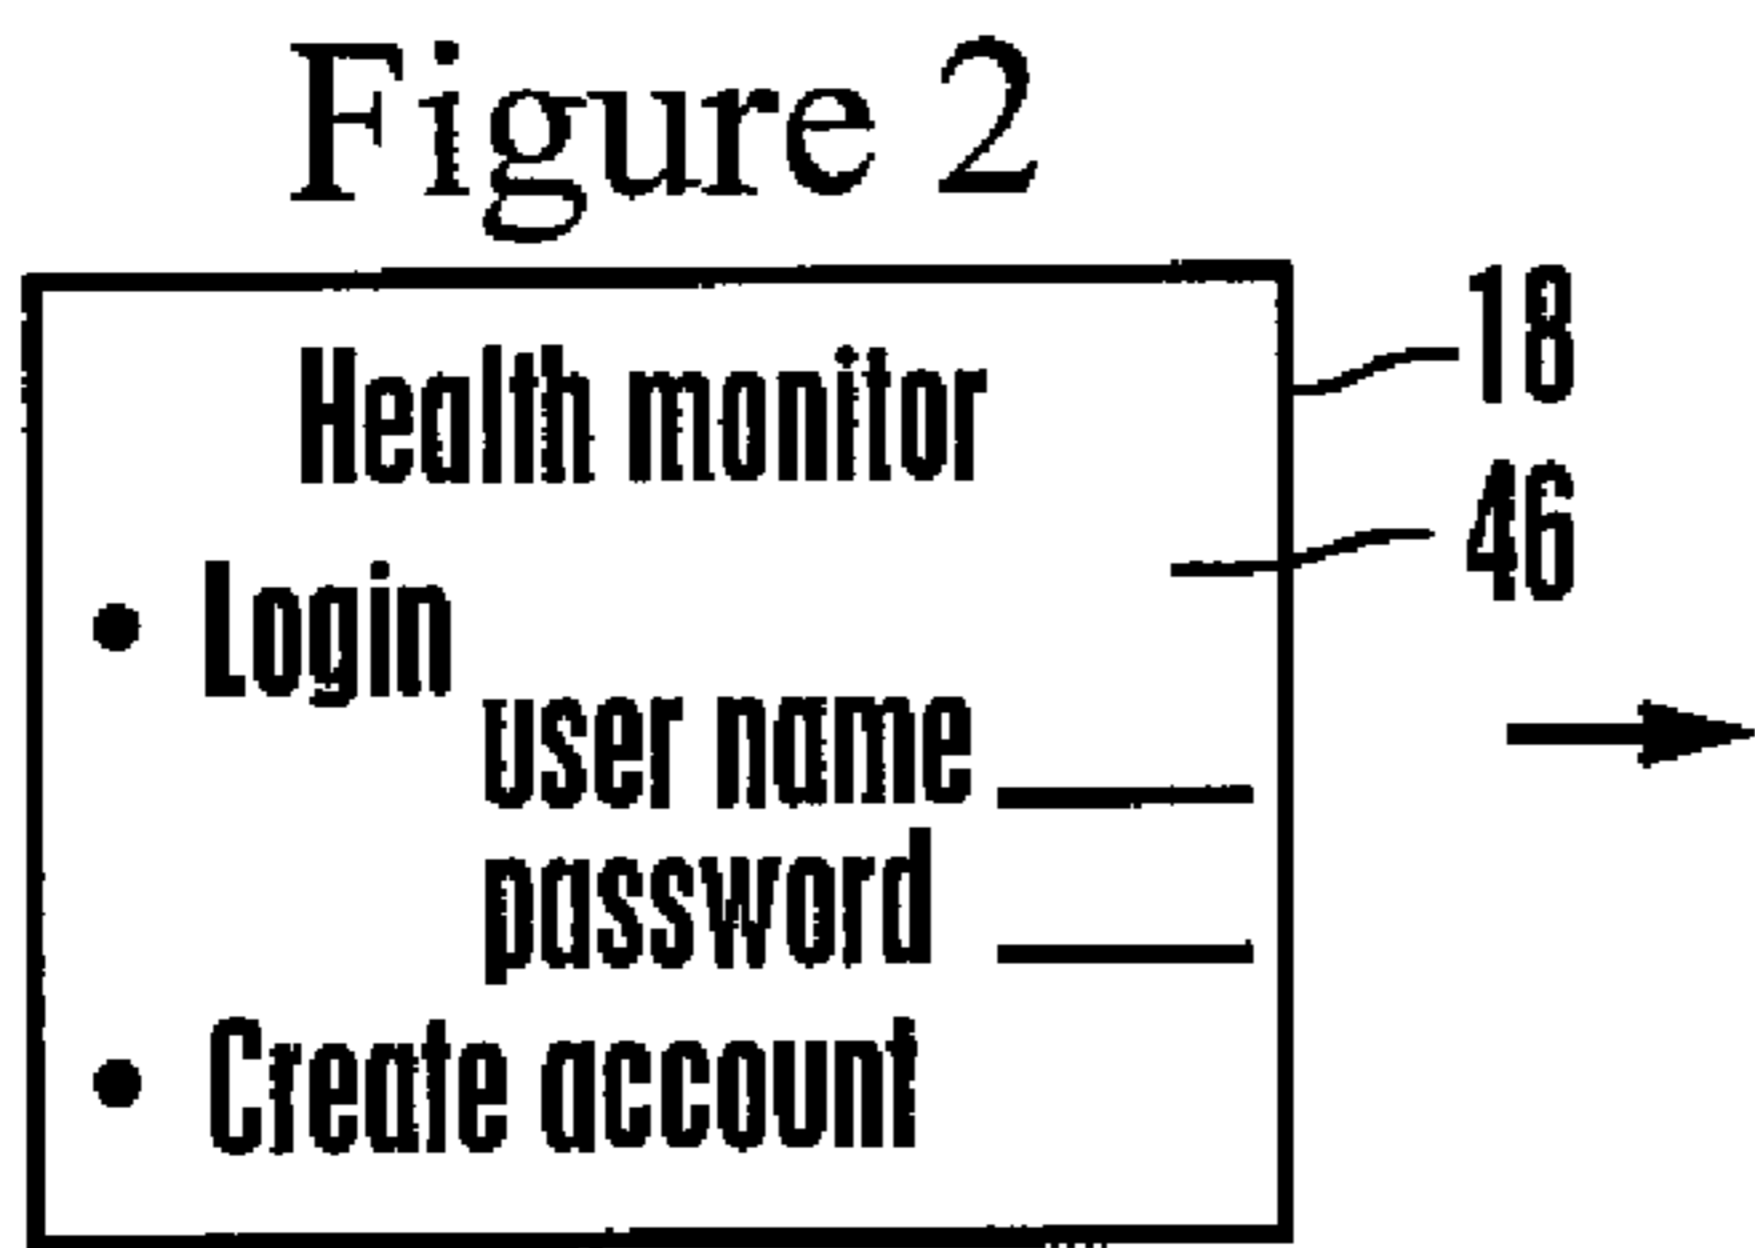 Figure 2
Health monitor
18
46
• Login
user name
password
• Create account